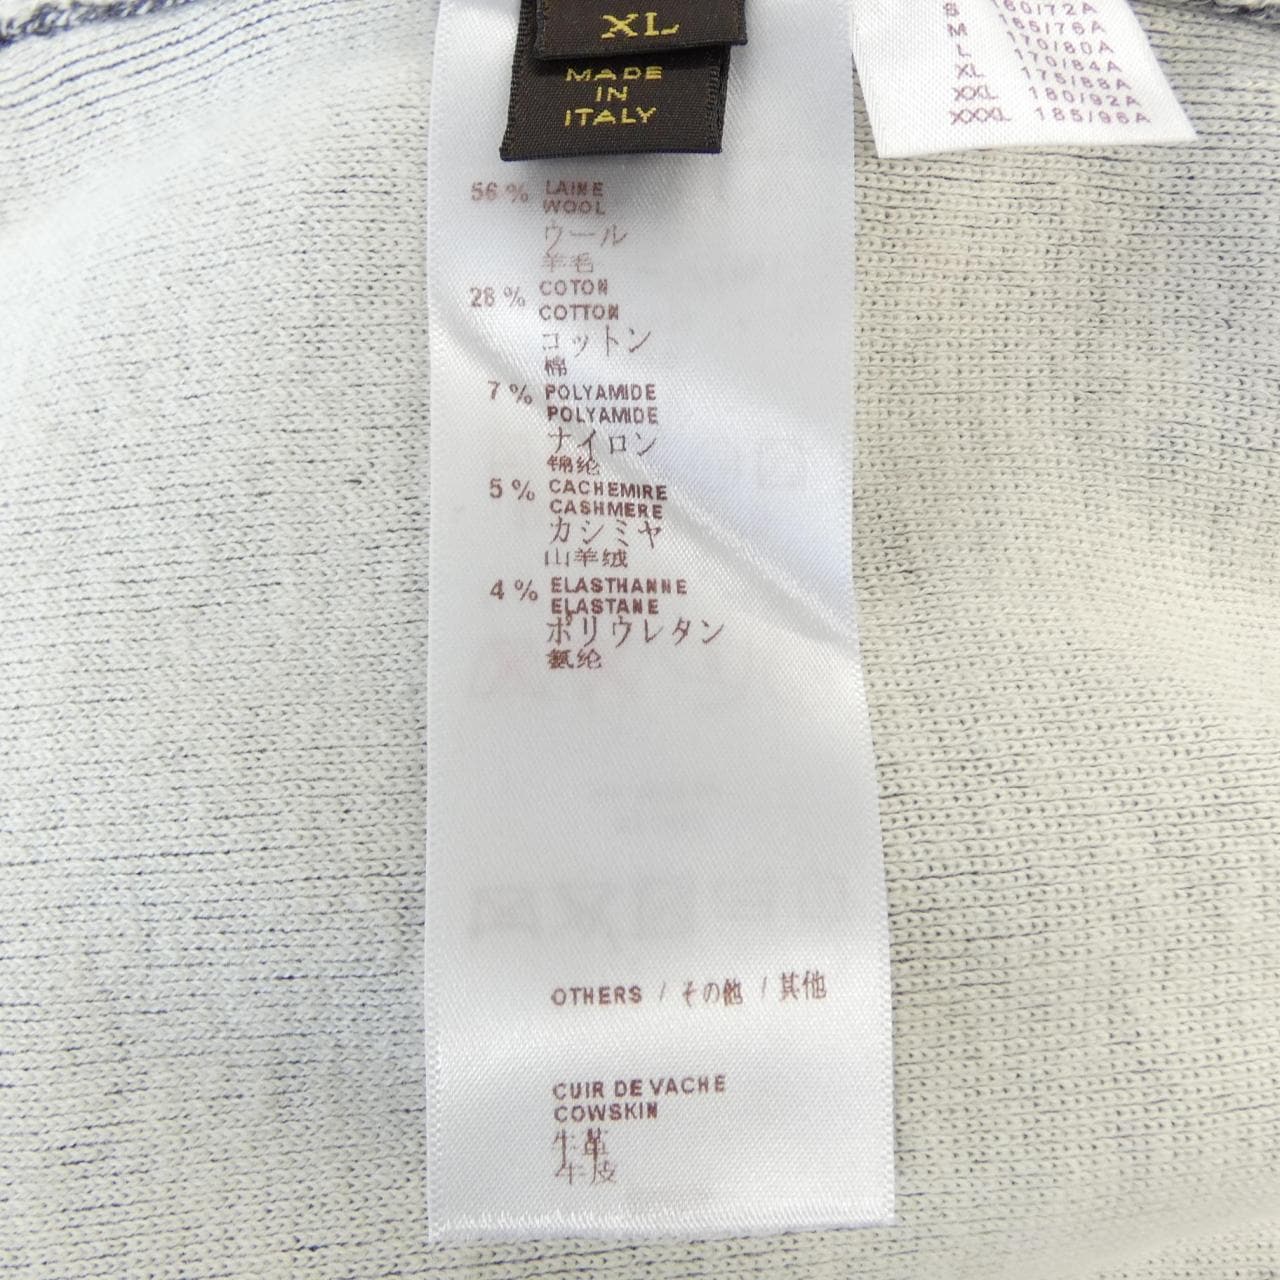 XL
MADE
IN
ITALY
S 160/72A
M 165/76A
L 170/80A
XL 170/84A
XXL 175/88A
XXXL 180/92A
185/96A
56 % LAINE
WOOL
ウール
羊毛
28 % COTON
COTTON
コットン
棉
7 % POLYAMIDE
POLYAMIDE
ナイロン
锦纶
5 % CACHEMIRE
CASHMERE
カシミヤ
山羊绒
4 % ELASTHANNE
ELASTANE
ポリウレタン
氨纶
OTHERS / その他 / 其他
CUIR DE VACHE
COWSKIN
牛革
牛皮